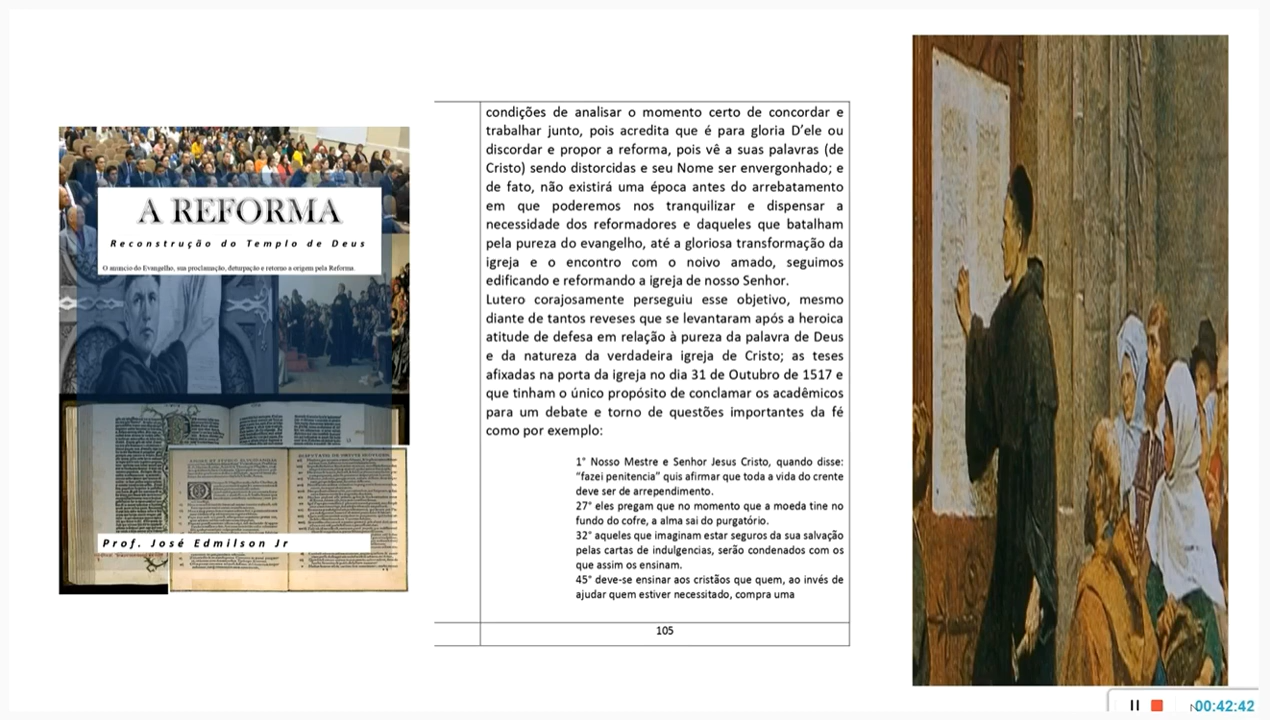 A REFORMA
Reconstrução do Templo de Deus
O anuncio do Evangelho, sua proclamação, deturpação e retorno a origem pela Reforma.
Prof. José Edmilson Jr
condições de analisar o momento certo de concordar e
trabalhar junto, pois acredita que é para gloria D’ele ou
discordar e propor a reforma, pois vê a suas palavras (de
Cristo) sendo distorcidas e seu Nome ser envergonhado; e
de fato, não existirá uma época antes do arrebatamento
em que poderemos nos tranquilizar e dispensar a
necessidade dos reformadores e daqueles que batalham
pela pureza do evangelho, até a gloriosa transformação da
igreja e o encontro com o noivo amado, seguimos
edificando e reformando a igreja de nosso Senhor.
Lutero corajosamente perseguiu esse objetivo, mesmo
diante de tantos reveses que se levantaram após a heroica
atitude de defesa em relação à pureza da palavra de Deus
e da natureza da verdadeira igreja de Cristo; as teses
afixadas na porta da igreja no dia 31 de Outubro de 1517 e
que tinham o único propósito de conclamar os acadêmicos
para um debate e torno de questões importantes da fé
como por exemplo:
1° Nosso Mestre e Senhor Jesus Cristo, quando disse:
“fazei penitencia” quis afirmar que toda a vida do crente
deve ser de arrependimento.
27° eles pregam que no momento que a moeda tine no
fundo do cofre, a alma sai do purgatório.
32° aqueles que imaginam estar seguros da sua salvação
pelas cartas de indulgencias, serão condenados com os
que assim os ensinam.
45° deve-se ensinar aos cristãos que quem, ao invés de
ajudar quem estiver necessitado, compra uma
105
00:42:42